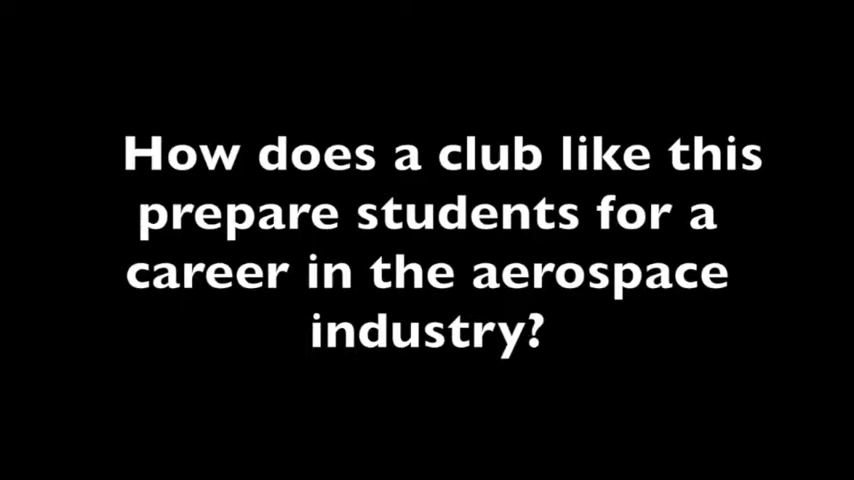 How does a club like this
prepare students for a
career in the aerospace
industry?